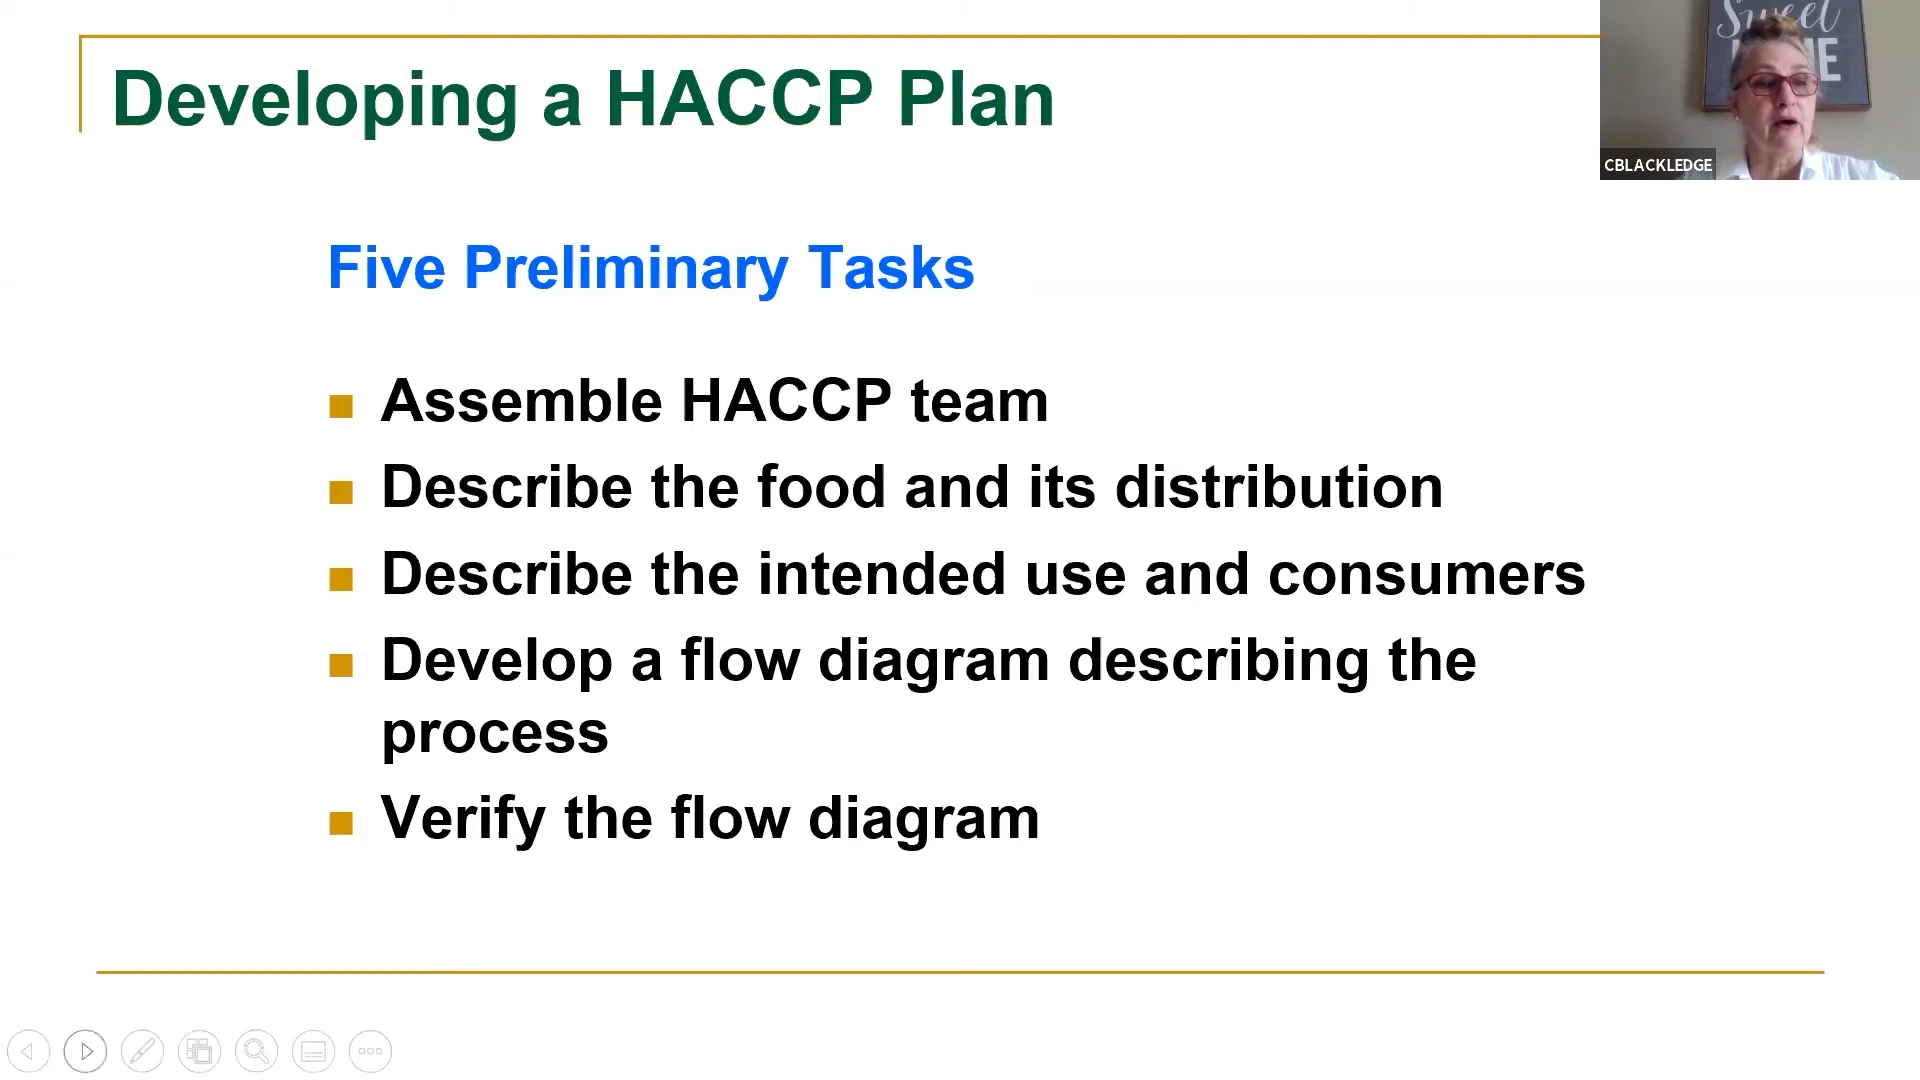 Developing a HACCP Plan
Sweet
CBLACKLEDGE
Five Preliminary Tasks
Assemble HACCP team
Describe the food and its distribution
Describe the intended use and consumers
Develop a flow diagram describing the
process
Verify the flow diagram